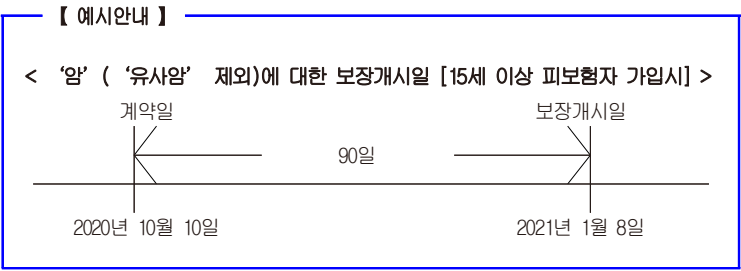 【 예시안내 】
< ‘암’ ( ‘유사암’ 제외)에 대한 보장개시일 [15세 이상 피보험자 가입시] >
계약일 보장개시일
90일
2020년 10월 10일 2021년 1월 8일